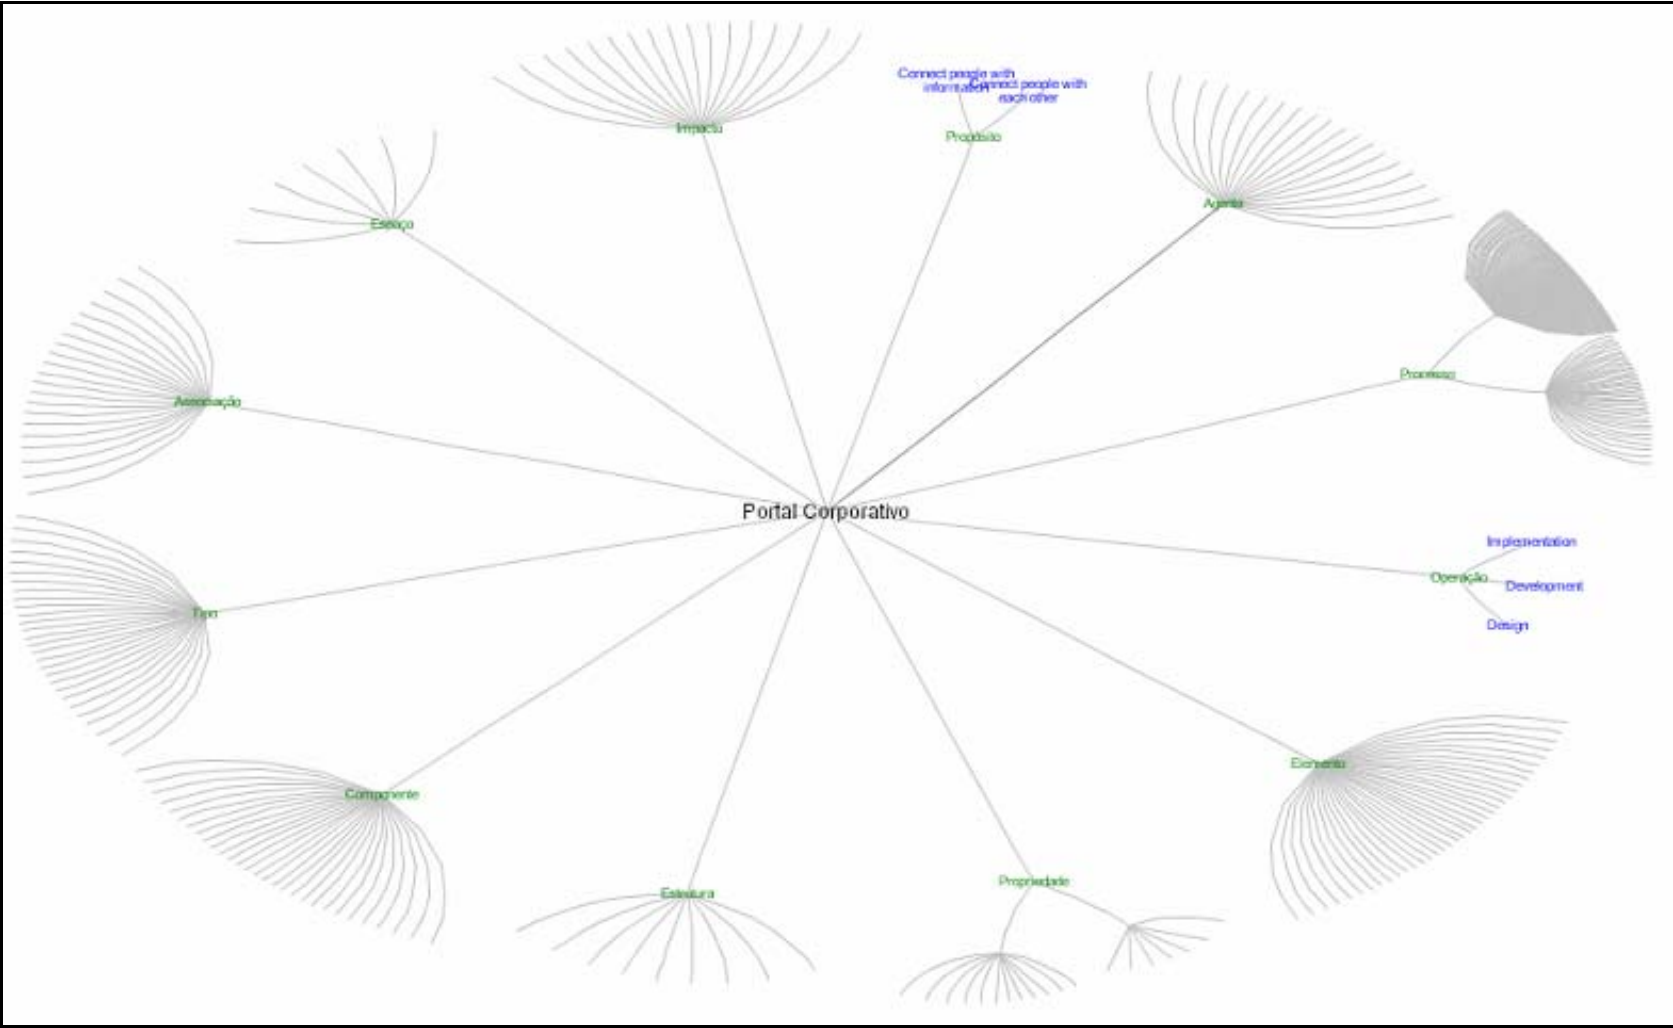 Connect people with
information
Connect people with
each other
Impacto
Propósito
Agente
Espaço
Processo
Associação
Portal Corporativo
Implementation
Operação
Development
Design
Tipo
Elemento
Componente
Propriedade
Estrutura